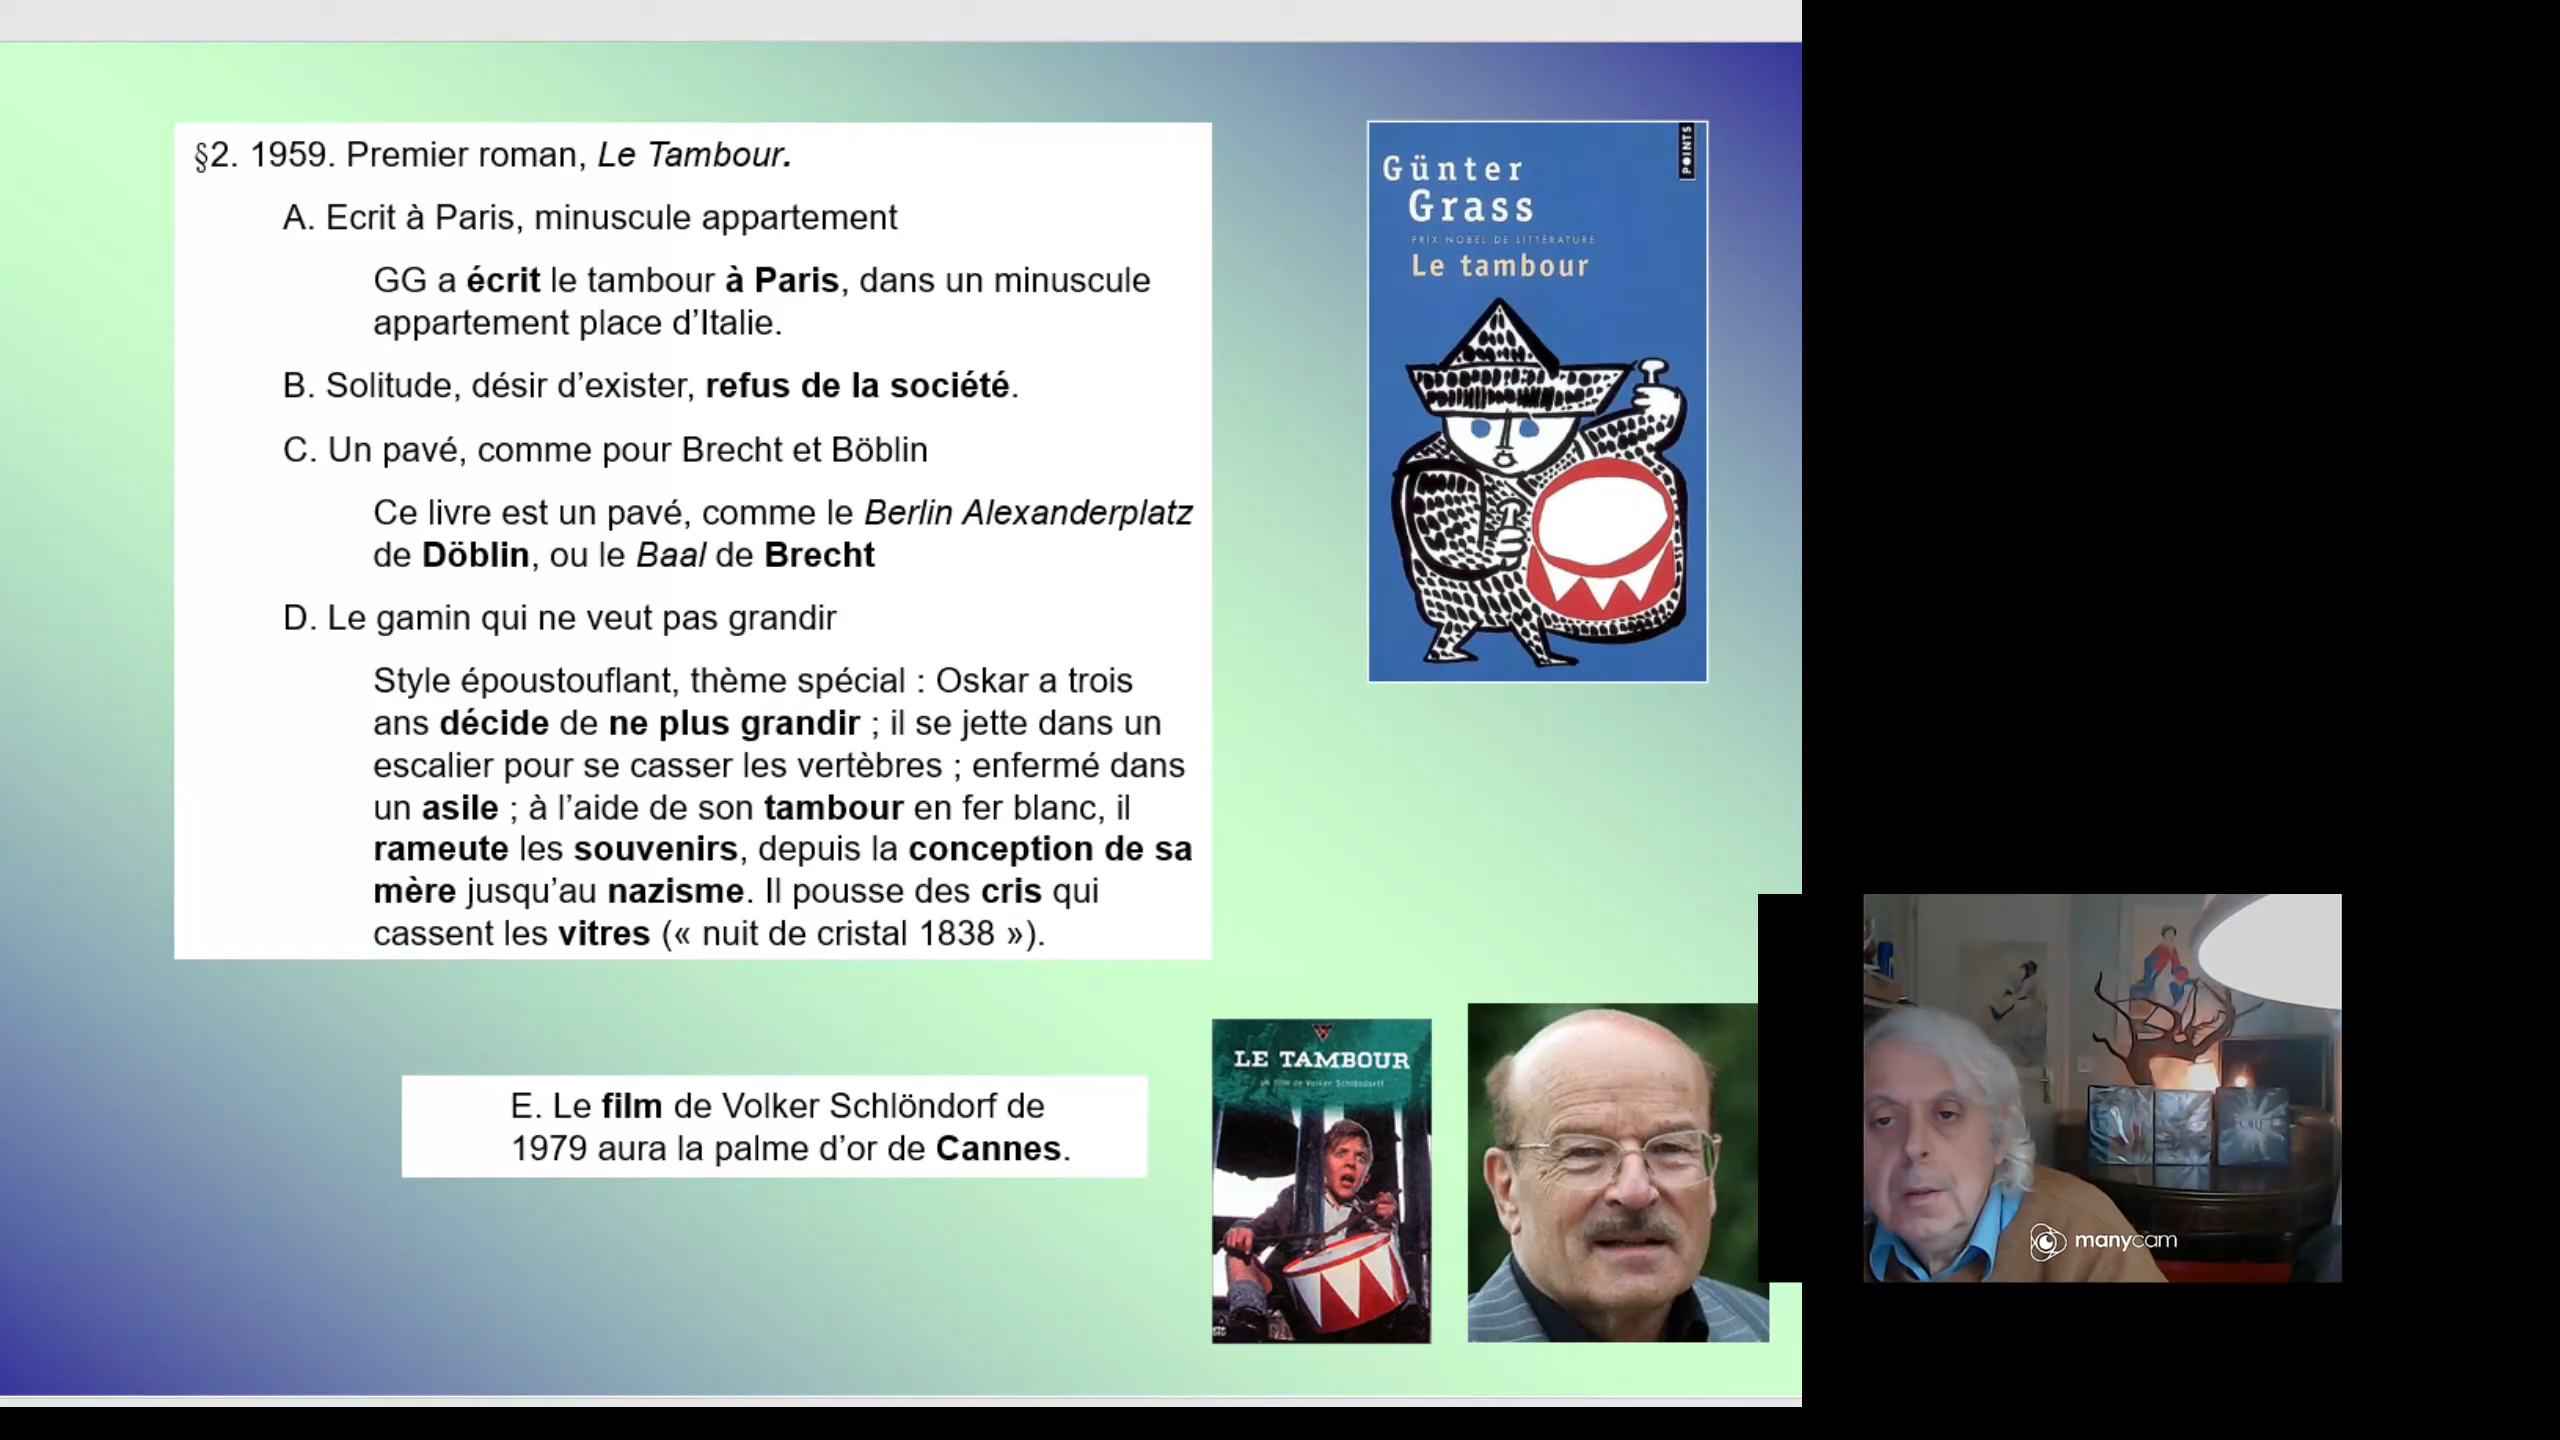 §2. 1959. Premier roman, Le Tambour.
A. Ecrit à Paris, minuscule appartement
GG a écrit le tambour à Paris, dans un minuscule
appartement place d’Italie.
B. Solitude, désir d’exister, refus de la société.
C. Un pavé, comme pour Brecht et Böblin
Ce livre est un pavé, comme le Berlin Alexanderplatz
de Döblin, ou le Baal de Brecht
D. Le gamin qui ne veut pas grandir
Style époustouflant, thème spécial : Oskar a trois
ans décide de ne plus grandir ; il se jette dans un
escalier pour se casser les vertèbres ; enfermé dans
un asile ; à l’aide de son tambour en fer blanc, il
rameute les souvenirs, depuis la conception de sa
mère jusqu’au nazisme. Il pousse des cris qui
cassent les vitres (« nuit de cristal 1838 »).
E. Le film de Volker Schlöndorf de
1979 aura la palme d’or de Cannes.
POINTS
Günter
Grass
PRIX NOBEL DE LITTÉRATURE
Le tambour
LE TAMBOUR
un film de Volker Schlöndorff
manycam